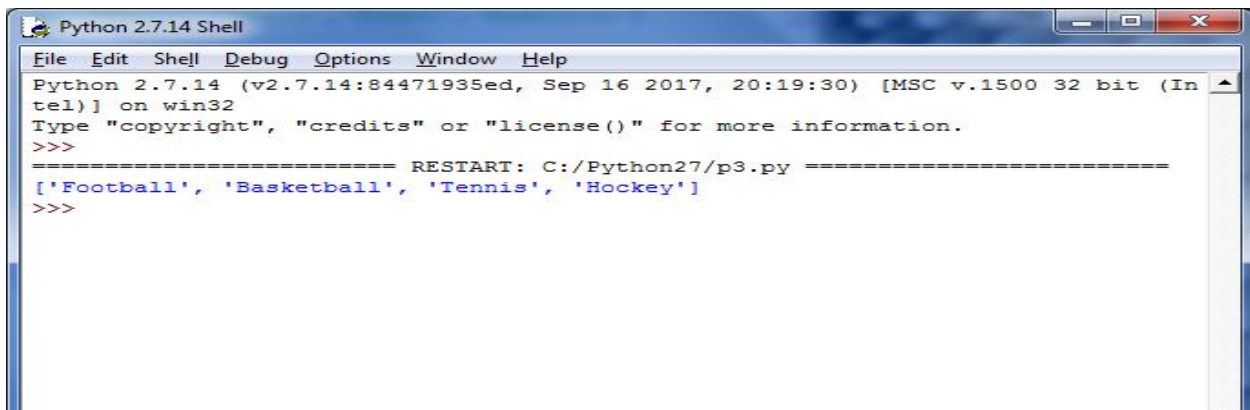 Python 2.7.14 Shell
File Edit Shell Debug Options Window Help
Python 2.7.14 (v2.7.14:84471935ed, Sep 16 2017, 20:19:30) [MSC v.1500 32 bit (In
tel)] on win32
Type "copyright", "credits" or "license()" for more information.
>>>
=========================== RESTART: C:/Python27/p3.py ===========================
['Football', 'Basketball', 'Tennis', 'Hockey']
>>>